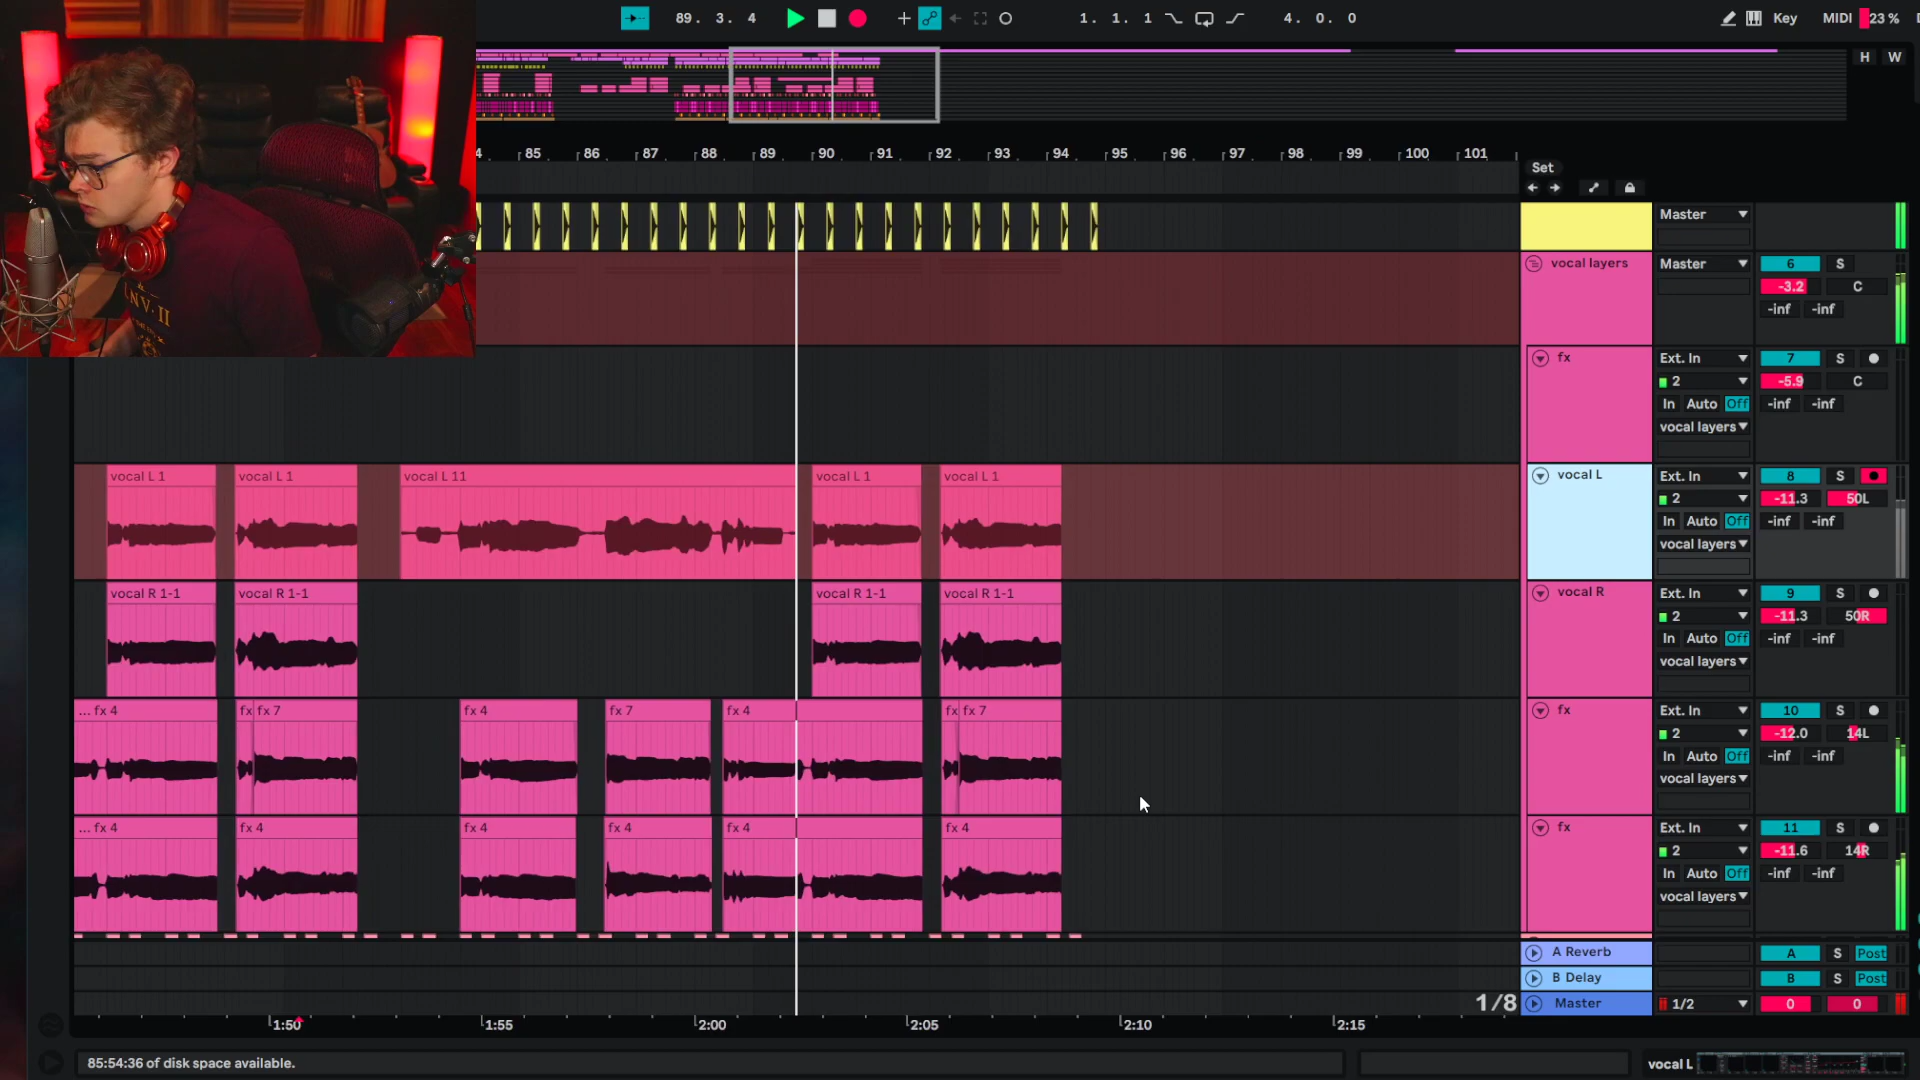 89. 3. 4
1. 1. 1
4. 0. 0
Key
MIDI
23 %
H
W
4
85
86
87
88
89
90
91
92
93
94
95
96
97
98
99
100
101
Set
NV·II
Master
vocal layers
Master
6
S
-3.2
C
-inf
-inf
fx
Ext. In
7
S
2
-5.9
C
In
Auto
Off
-inf
-inf
vocal layers
vocal L 1
vocal L 1
vocal L 11
vocal L 1
vocal L 1
vocal L
Ext. In
8
S
2
-11.3
50L
In
Auto
Off
-inf
-inf
vocal layers
vocal R 1-1
vocal R 1-1
vocal R 1-1
vocal R 1-1
vocal R
Ext. In
9
S
2
-11.3
50R
In
Auto
Off
-inf
-inf
vocal layers
... fx 4
fx
fx 7
fx 4
fx 7
fx 4
fx
fx 7
fx
Ext. In
10
S
2
-12.0
14L
In
Auto
Off
-inf
-inf
vocal layers
... fx 4
fx 4
fx 4
fx 4
fx 4
fx 4
fx
Ext. In
11
S
2
-11.6
14R
In
Auto
Off
-inf
-inf
vocal layers
A Reverb
A
S
Post
B Delay
B
S
Post
1/8
Master
1/2
0
0
1:50
1:55
2:00
2:05
2:10
2:15
85:54:36 of disk space available.
vocal L